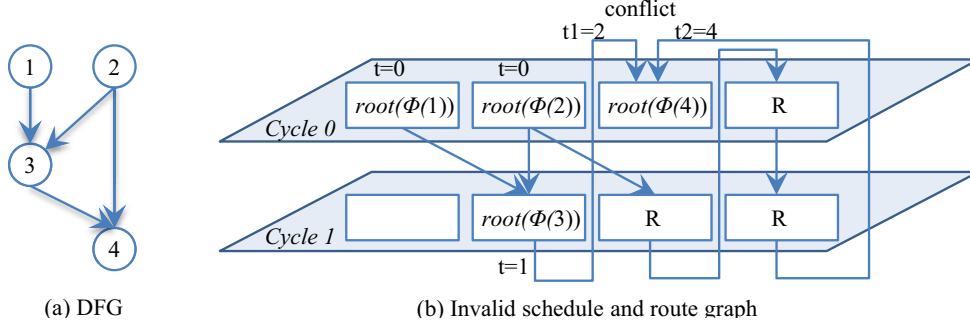 conflict
t1=2
t2=4
1
2
t=0
t=0
root(Φ(1))
root(Φ(2))
root(Φ(4))
R
Cycle 0
3
root(Φ(3))
R
R
Cycle 1
4
t=1
(a) DFG
(b) Invalid schedule and route graph